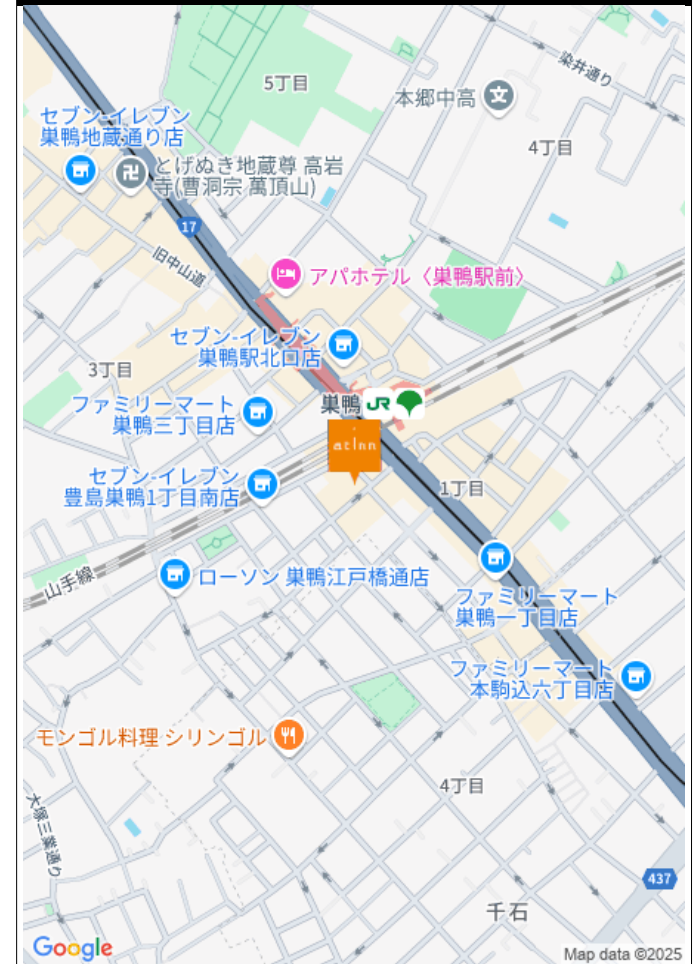 5丁目
染井通り
本郷中高
文
セブン-イレブン
巣鴨地蔵通り店
4丁目
とげぬき地蔵尊 高岩
寺(曹洞宗 萬頂山)
卍
17
旧中山道
アパホテル〈巣鴨駅前〉
セブン-イレブン
巣鴨駅北口店
3丁目
ファミリーマート
巣鴨三丁目店
巣鴨
JR
at inn
セブン-イレブン
豊島巣鴨1丁目南店
1丁目
山手線
ローソン 巣鴨江戸橋通店
ファミリーマート
巣鴨一丁目店
ファミリーマート
本駒込六丁目店
モンゴル料理 シリンゴル
4丁目
大塚三業通り
437
千石
Google
Map data ©2025